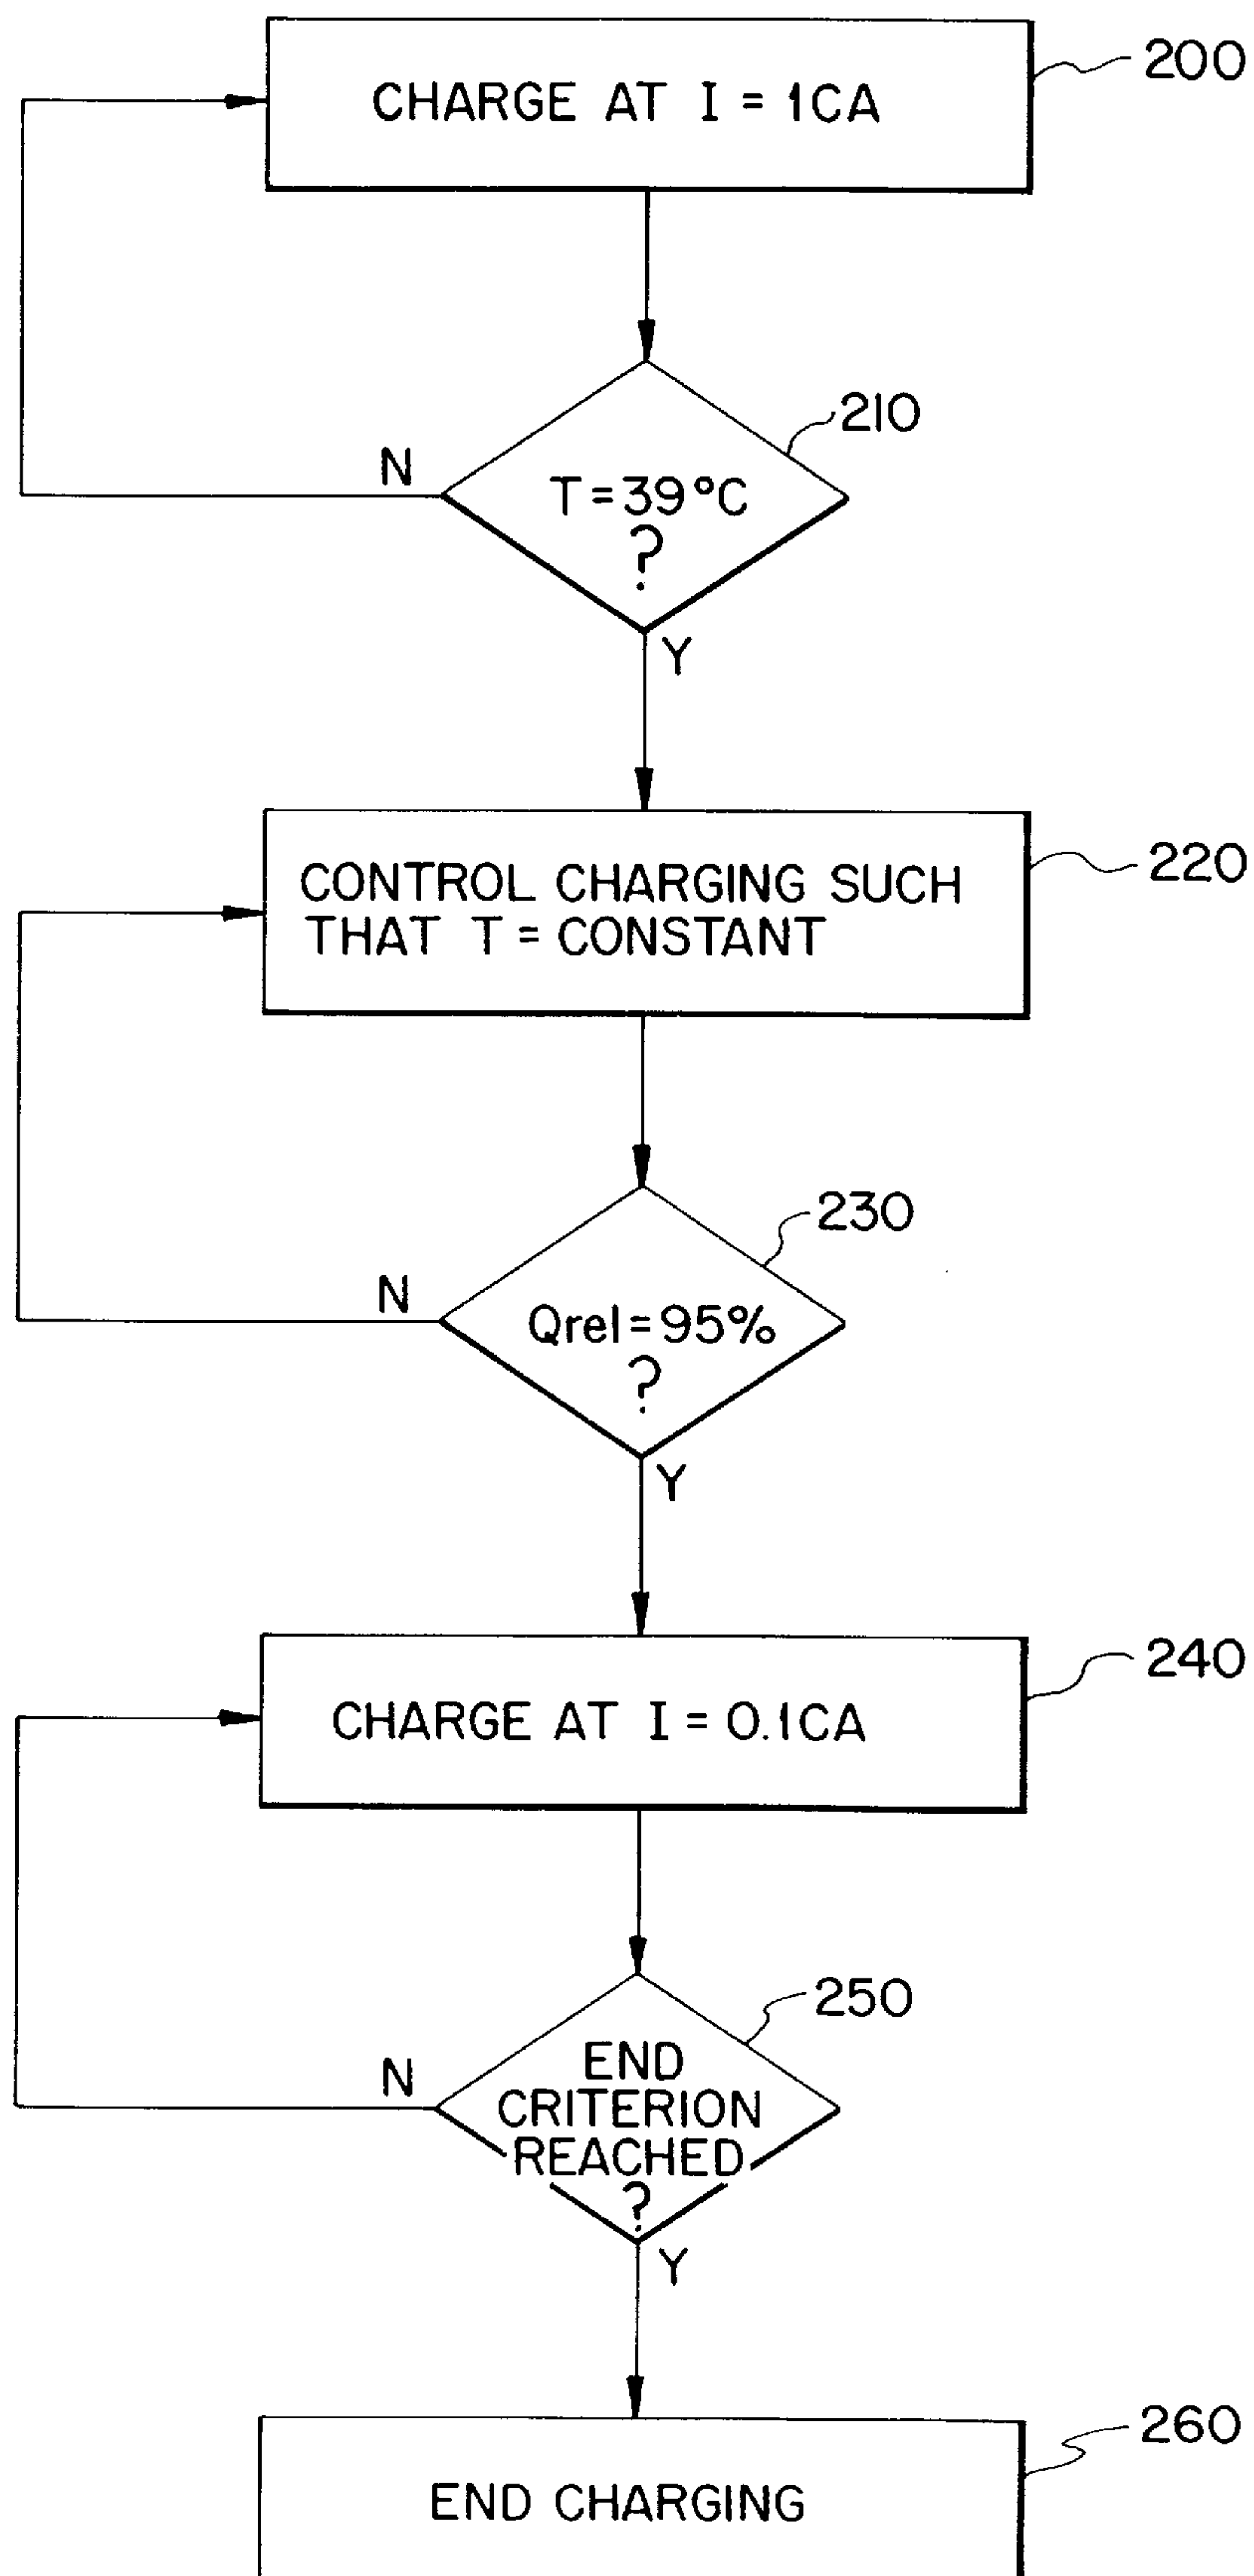 CHARGE AT I = 1CA
200
210
N
T=39°C
?
Y
CONTROL CHARGING SUCH
THAT T = CONSTANT
220
230
N
Qrel=95%
?
Y
CHARGE AT I = 0.1CA
240
250
N
END
CRITERION
REACHED
?
Y
END CHARGING
260